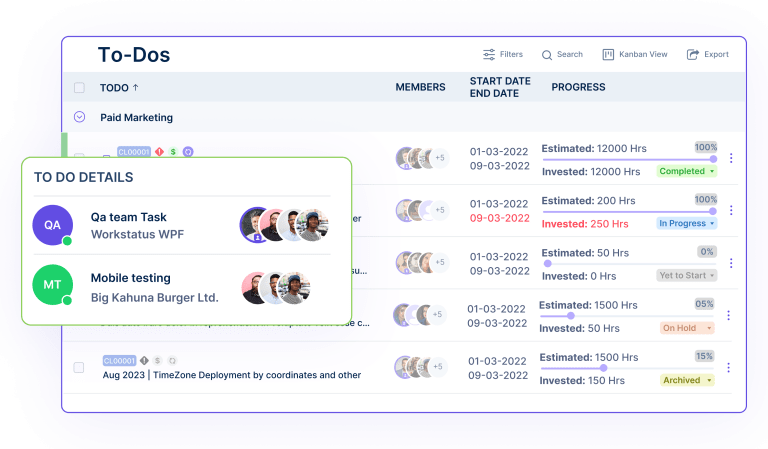 To-Dos
Filters
Search
Kanban View
Export
TODO ↑
MEMBERS
START DATE
END DATE
PROGRESS
Paid Marketing
CL00001
$
+5
01-03-2022
09-03-2022
Estimated: 12000 Hrs
100%
Invested: 12000 Hrs
Completed
TO DO DETAILS
QA
Qa team Task
Workstatus WPF
MT
Mobile testing
Big Kahuna Burger Ltd.
er
+5
01-03-2022
09-03-2022
Estimated: 200 Hrs
100%
Invested: 250 Hrs
In Progress
su...
+5
01-03-2022
09-03-2022
Estimated: 50 Hrs
0%
Invested: 0 Hrs
Yet to Start
c...
+5
01-03-2022
09-03-2022
Estimated: 1500 Hrs
05%
Invested: 50 Hrs
On Hold
CL00001
$
Aug 2023 | TimeZone Deployment by coordinates and other
+5
01-03-2022
09-03-2022
Estimated: 1500 Hrs
15%
Invested: 150 Hrs
Archived